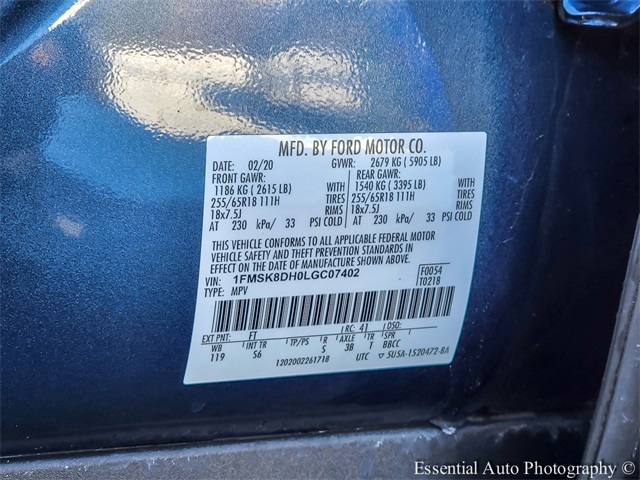 MFD. BY FORD MOTOR CO.
DATE: 02/20 GVWR: 2679 KG ( 5905 LB)
FRONT GAWR: REAR GAWR:
1186 KG ( 2615 LB) WITH 1540 KG ( 3395 LB) WITH
255/65R18 111H TIRES 255/65R18 111H TIRES
18x7.5J RIMS 18x7.5J RIMS
AT 230 kPa/ 33 PSI COLD AT 230 kPa/ 33 PSI COLD
THIS VEHICLE CONFORMS TO ALL APPLICABLE FEDERAL MOTOR
VEHICLE SAFETY AND THEFT PREVENTION STANDARDS IN
EFFECT ON THE DATE OF MANUFACTURE SHOWN ABOVE.
VIN: 1FMSK8DH0LGC07402 F0054
TYPE: MPV T0218
EXT PNT: FT RC: 41 DSO:
WB INT TR TP/PS R AXLE TR SPR
119 S6 S 3B T BBCC
1202002261718 UTC ▽5U5A-1520472-BA
Essential Auto Photography ©